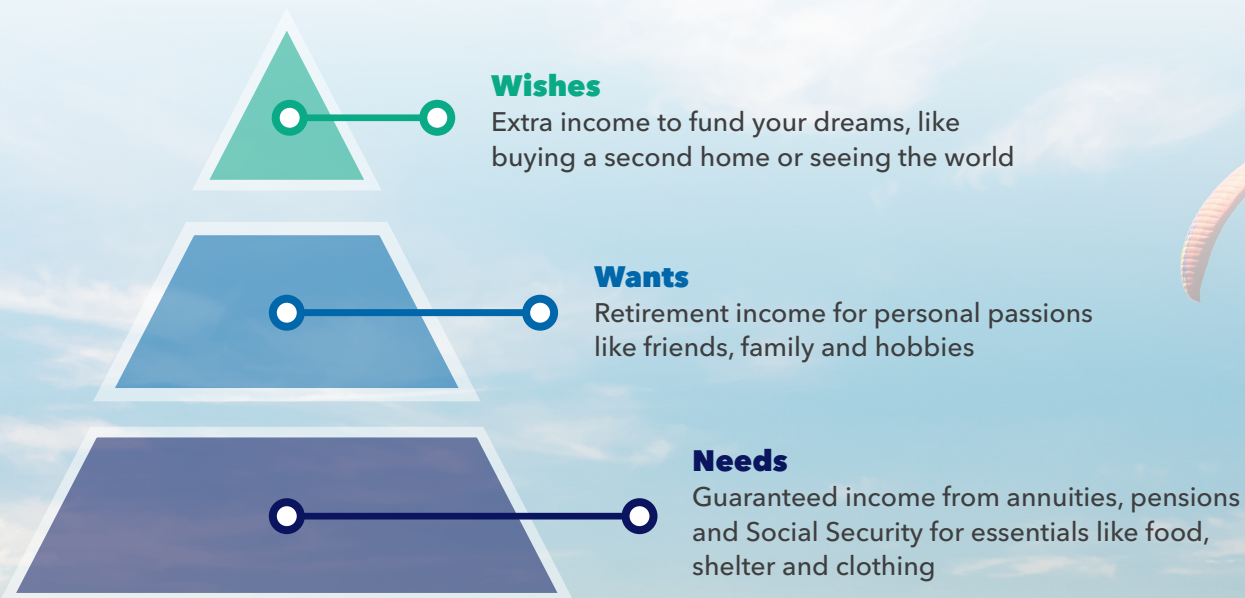 Wishes
Extra income to fund your dreams, like
buying a second home or seeing the world
Wants
Retirement income for personal passions
like friends, family and hobbies
Needs
Guaranteed income from annuities, pensions
and Social Security for essentials like food,
shelter and clothing